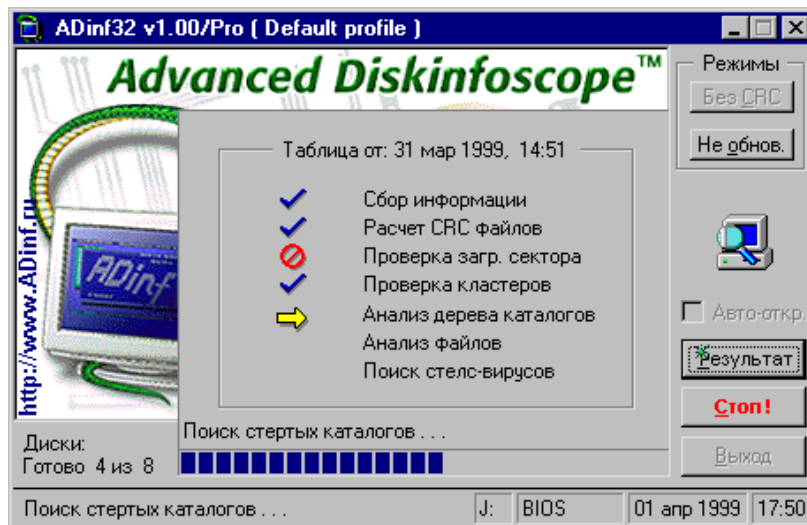 ADinf32 v1.00/Pro ( Default profile )
Advanced Diskinfoscope™
http://www.ADinf.ru
ADinf
Таблица от: 31 мар 1999, 14:51
Сбор информации
Расчет CRC файлов
Проверка загр. сектора
Проверка кластеров
Анализ дерева каталогов
Анализ файлов
Поиск стелс-вирусов
Режимы
Без CRC
Не обнов.
Авто-откр.
Результат
Стоп!
Выход
Диски:
Готово 4 из 8
Поиск стертых каталогов . . .
Поиск стертых каталогов . . .
J:
BIOS
01 апр 1999
17:50